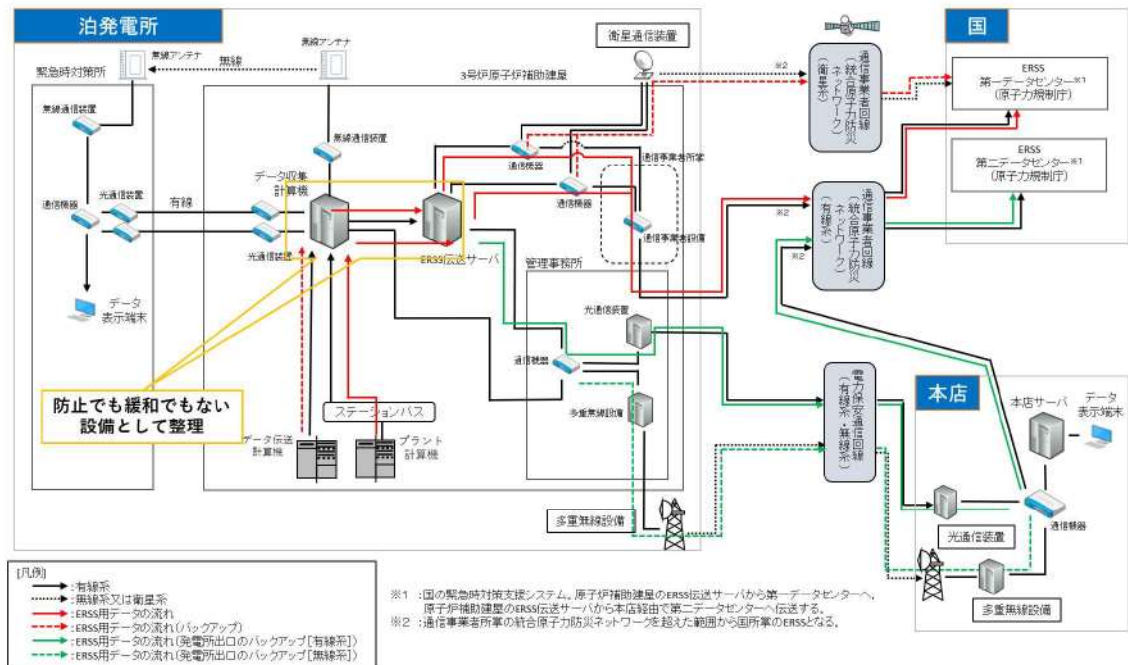 泊発電所
緊急時対策所
無線アンテナ
無線
無線アンテナ
3号炉原子炉補助建屋
衛星通信装置
※2
通信事業者回線
(統合原子力防災
ネットワーク)
(衛星系)
国
ERSS
第一データセンター※1
(原子力規制庁)
ERSS
第二データセンター※1
(原子力規制庁)
無線通信装置
無線通信装置
通信機器
通信事業者所掌
データ収集
計算機
通信機器
光通信装置
有線
通信機器
光通信装置
ERSS伝送サーバ
通信事業者設備
※2
通信事業者回線
(統合原子力防災
ネットワーク)
(有線系)
※2
管理事務所
データ
表示端末
光通信装置
通信機器
防止でも緩和でもない
設備として整理
ステーションバス
データ伝送
計算機
プラント
計算機
多重無線設備
電力保安通信回線
(有線系・無線系)
本店
本店サーバ
データ
表示端末
通信機器
光通信装置
多重無線設備
多重無線設備
[凡例]
:有線系
:無線系又は衛星系
:ERSS用データの流れ
:ERSS用データの流れ(バックアップ)
:ERSS用データの流れ(発電所出口のバックアップ[有線系])
:ERSS用データの流れ(発電所出口のバックアップ[無線系])
※1 :国の緊急時対策支援システム。原子炉補助建屋のERSS伝送サーバから第一データセンターへ、
原子炉補助建屋のERSS伝送サーバから本店経由で第二データセンターへ伝送する。
※2 :通信事業者所掌の統合原子力防災ネットワークを超えた範囲から国所掌のERSSとなる。